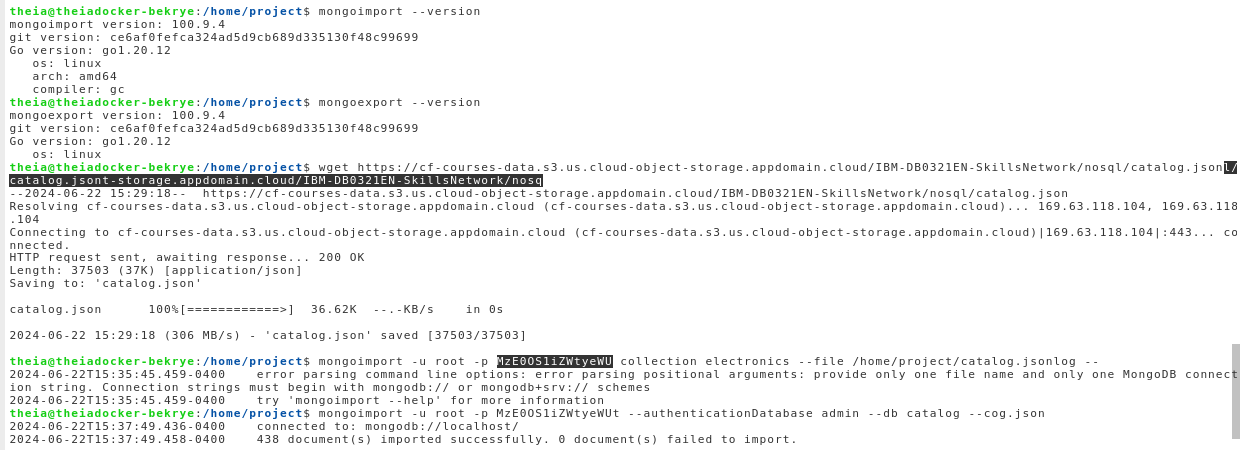 theia@theiadocker-bekrye:/home/project$ mongoimport --version
mongoimport version: 100.9.4
git version: ce6af0fefca324ad5d9cb689d335130f48c99699
Go version: go1.20.12
   os: linux
   arch: amd64
   compiler: gc
theia@theiadocker-bekrye:/home/project$ mongoexport --version
mongoexport version: 100.9.4
git version: ce6af0fefca324ad5d9cb689d335130f48c99699
Go version: go1.20.12
   os: linux
theia@theiadocker-bekrye:/home/project$ wget https://cf-courses-data.s3.us.cloud-object-storage.appdomain.cloud/IBM-DB0321EN-SkillsNetwork/nosql/catalog.jsonl/
catalog.jsont-storage.appdomain.cloud/IBM-DB0321EN-SkillsNetwork/nosq
--2024-06-22 15:29:18--  https://cf-courses-data.s3.us.cloud-object-storage.appdomain.cloud/IBM-DB0321EN-SkillsNetwork/nosql/catalog.json
Resolving cf-courses-data.s3.us.cloud-object-storage.appdomain.cloud (cf-courses-data.s3.us.cloud-object-storage.appdomain.cloud)... 169.63.118.104, 169.63.118
.104
Connecting to cf-courses-data.s3.us.cloud-object-storage.appdomain.cloud (cf-courses-data.s3.us.cloud-object-storage.appdomain.cloud)|169.63.118.104|:443... co
nnected.
HTTP request sent, awaiting response... 200 OK
Length: 37503 (37K) [application/json]
Saving to: 'catalog.json'
catalog.json      100%[============>]  36.62K  --.-KB/s    in 0s
2024-06-22 15:29:18 (306 MB/s) - 'catalog.json' saved [37503/37503]
theia@theiadocker-bekrye:/home/project$ mongoimport -u root -p MzE0OS1iZWtyeWU collection electronics --file /home/project/catalog.jsonlog --
2024-06-22T15:35:45.459-0400    error parsing command line options: error parsing positional arguments: provide only one file name and only one MongoDB connect
ion string. Connection strings must begin with mongodb:// or mongodb+srv:// schemes
2024-06-22T15:35:45.459-0400    try 'mongoimport --help' for more information
theia@theiadocker-bekrye:/home/project$ mongoimport -u root -p MzE0OS1iZWtyeWUt --authenticationDatabase admin --db catalog --cog.json
2024-06-22T15:37:49.436-0400    connected to: mongodb://localhost/
2024-06-22T15:37:49.458-0400    438 document(s) imported successfully. 0 document(s) failed to import.